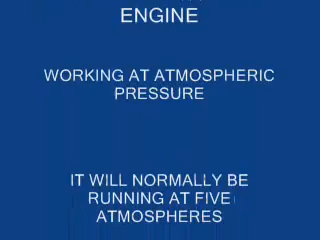 ENGINE
WORKING AT ATMOSPHERIC
PRESSURE
IT WILL NORMALLY BE
RUNNING AT FIVE
ATMOSPHERES